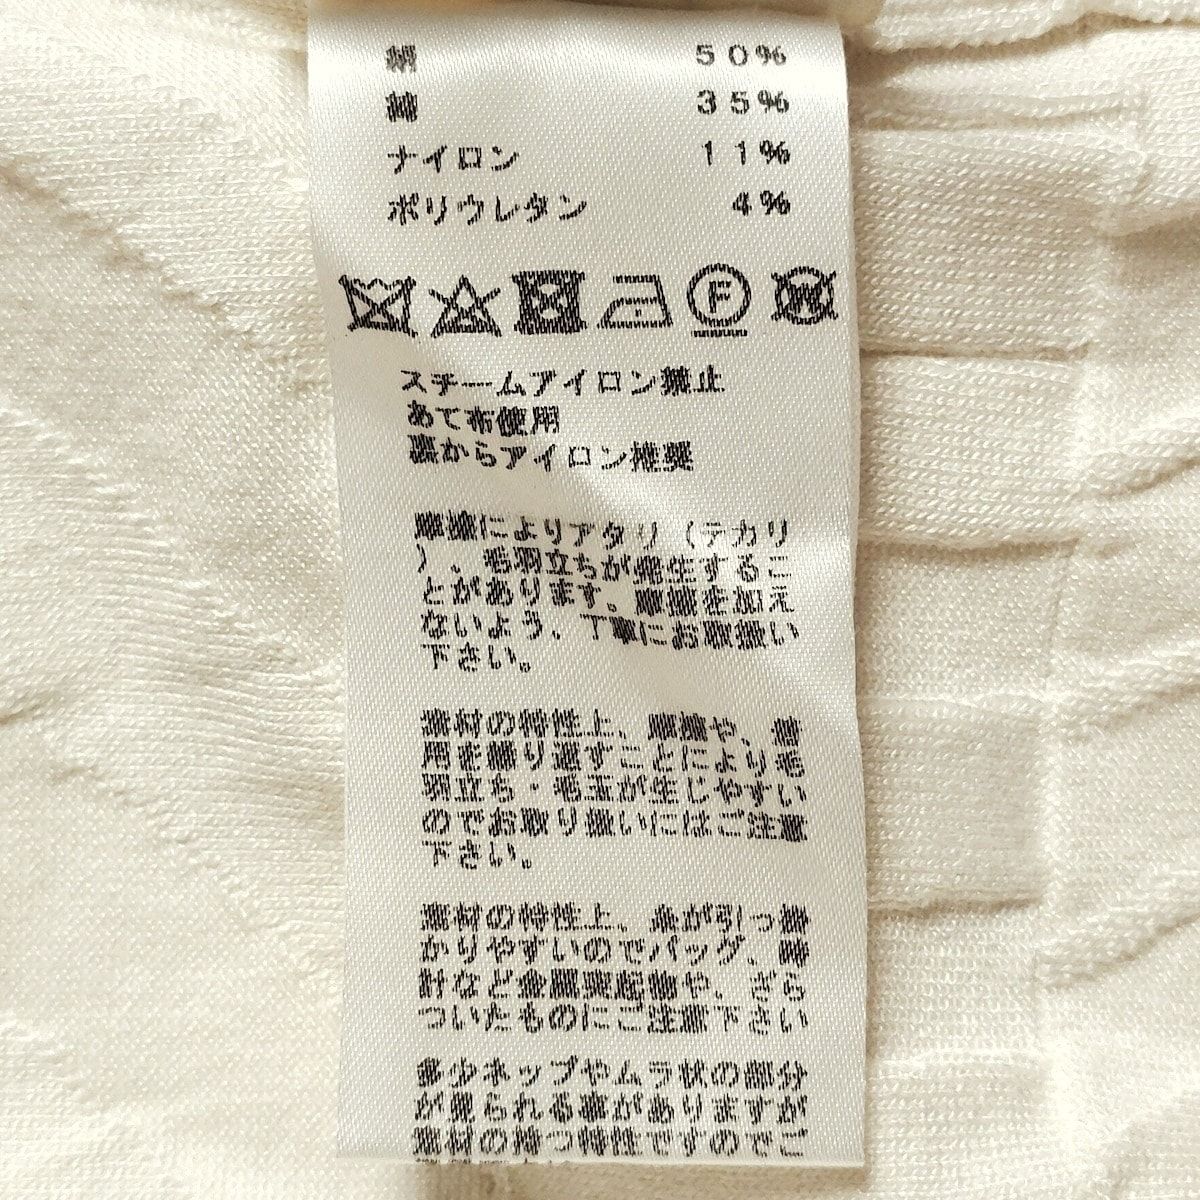 絹 50%
綿 35%
ナイロン 11%
ポリウレタン 4%
F W
スチームアイロン禁止
あて布使用
裏からアイロン推奨
摩擦によりアタリ（テカリ
）、毛羽立ちが発生するこ
とがあります。摩擦を加え
ないよう、丁寧にお取扱い
下さい。
素材の特性上、摩擦や、着
用を繰り返すことにより毛
羽立ち・毛玉が生じやすい
のでお取り扱いにはご注意
下さい。
素材の特性上、糸が引っ掛
かりやすいのでバッグ、時
計など金属突起物や、ざら
ついたものにご注意下さい
多少ネップやムラ状の部分
が見られる事がありますが
素材の持つ特性ですのでご